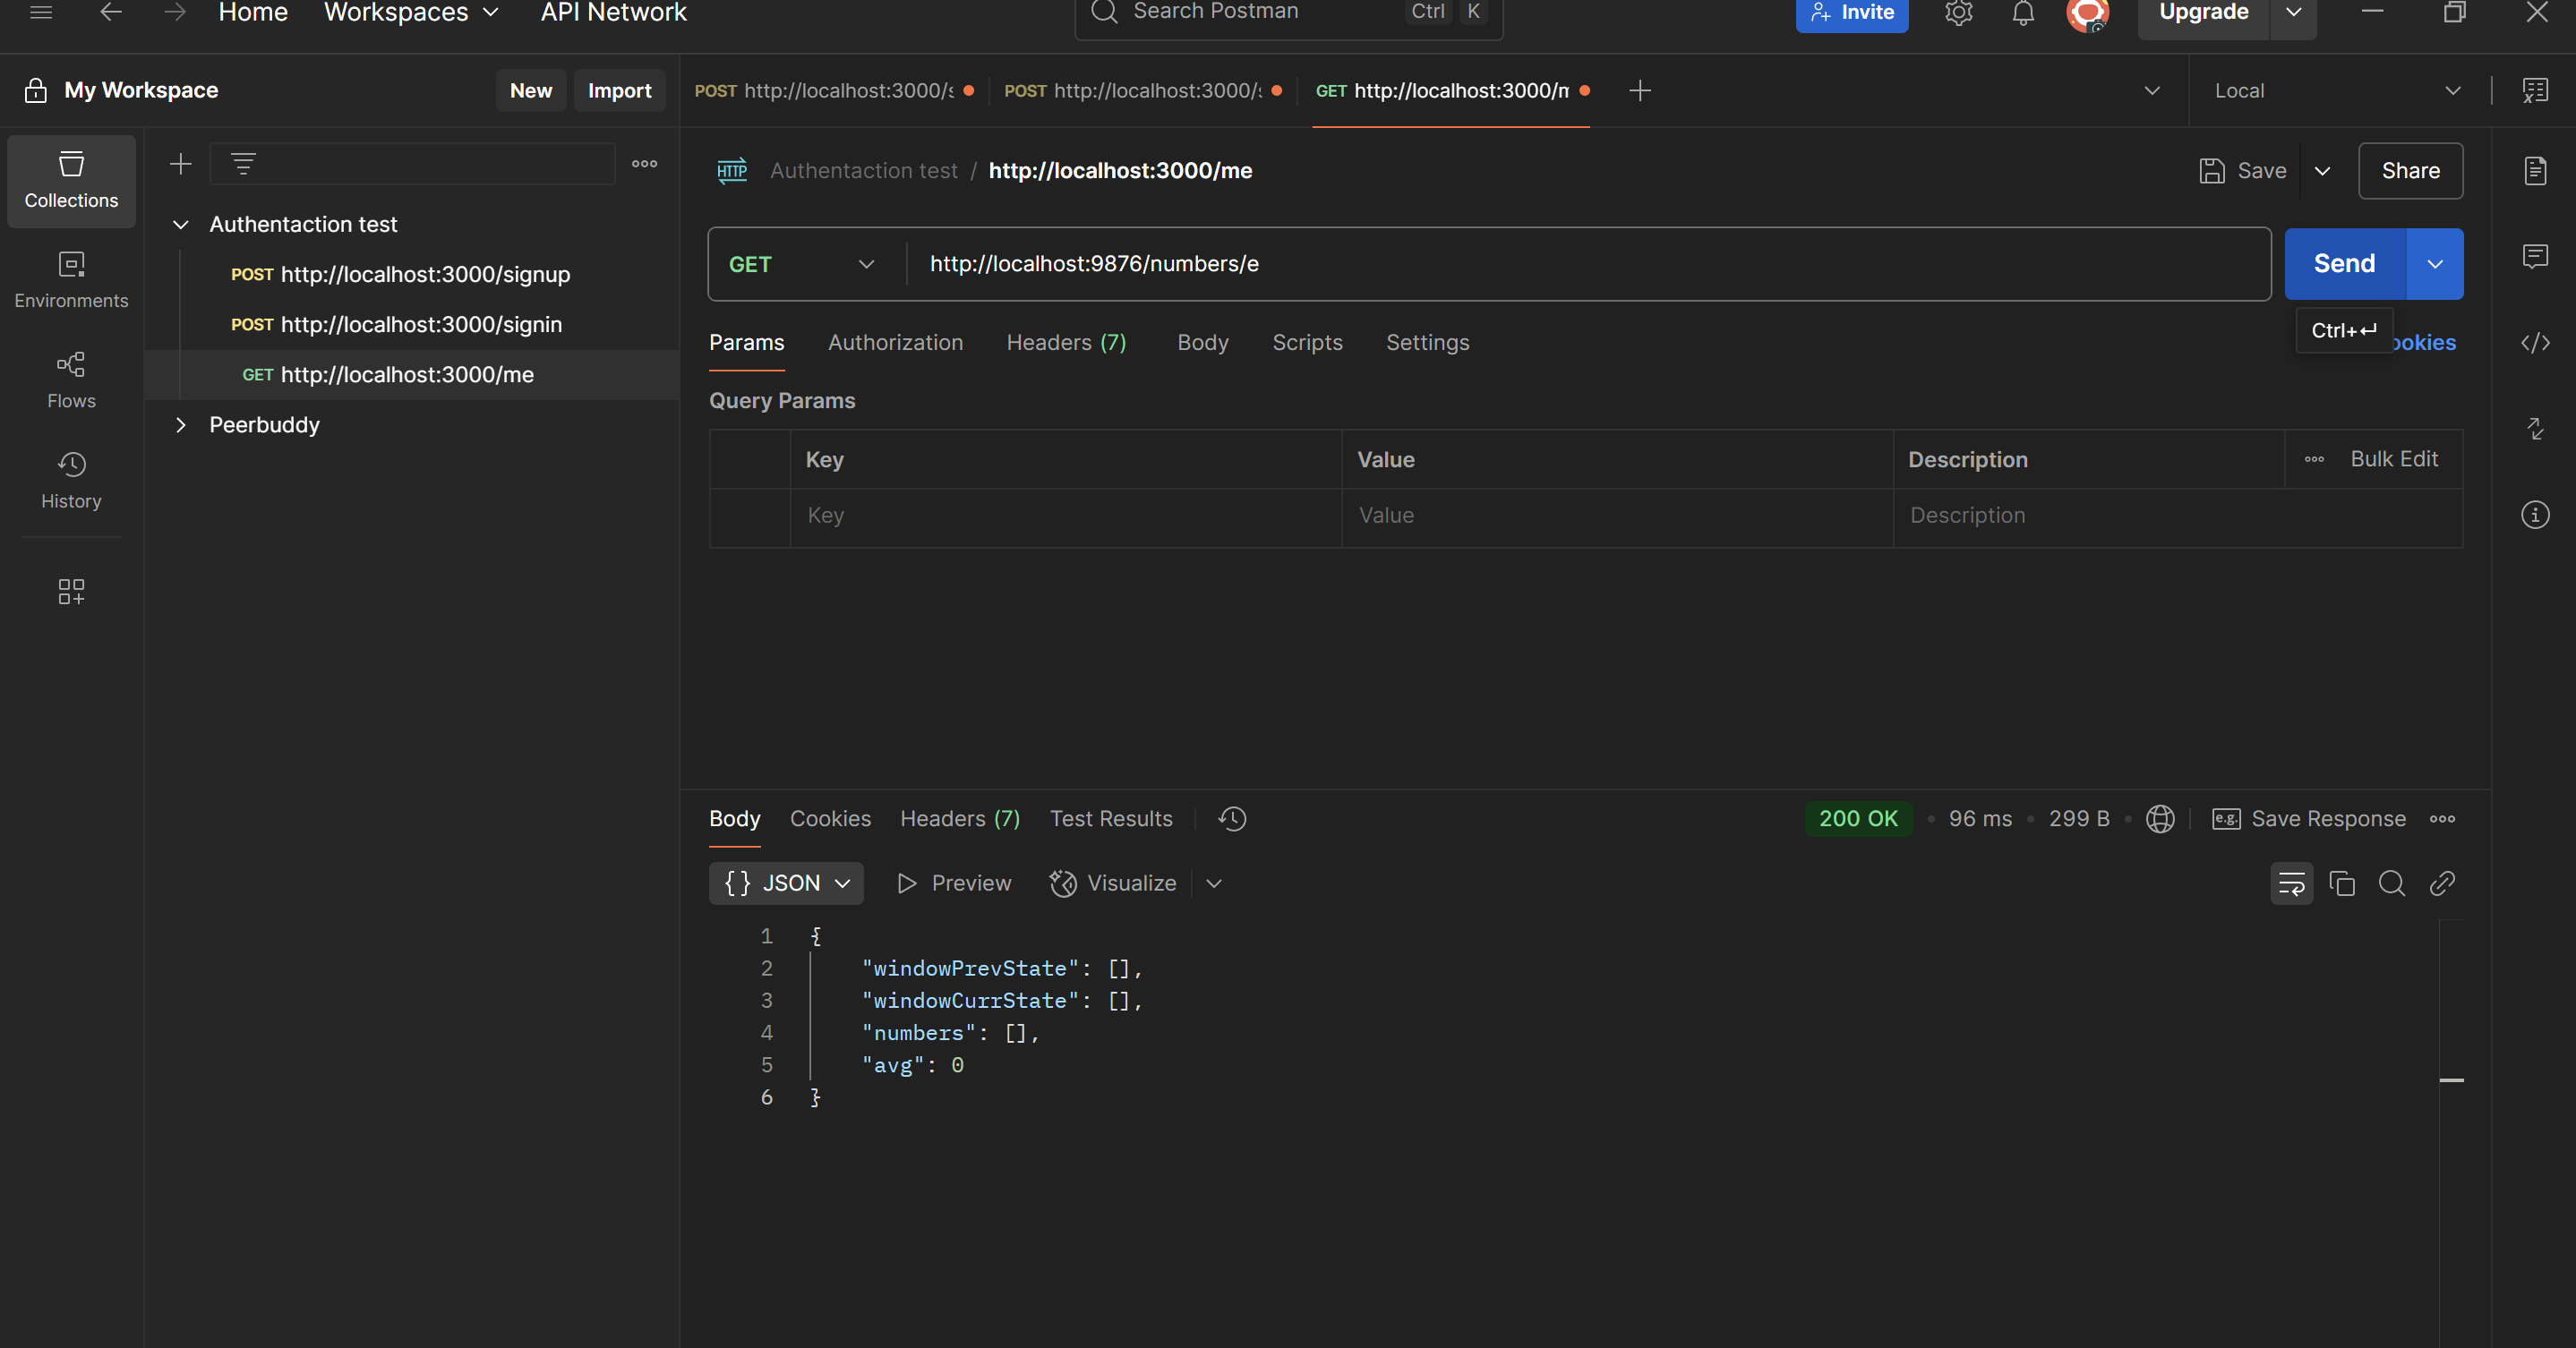 Home Workspaces API Network Search Postman Ctrl K Invite Upgrade
My Workspace New Import
POST http://localhost:3000/s POST http://localhost:3000/s GET http://localhost:3000/m Local
Collections
Environments
Flows
History
Authentaction test
POST http://localhost:3000/signup
POST http://localhost:3000/signin
GET http://localhost:3000/me
Peerbuddy
HTTP Authentaction test / http://localhost:3000/me Save Share
GET http://localhost:9876/numbers/e Send
Ctrl+↵
Params Authorization Headers (7) Body Scripts Settings ookies
Query Params
Key Value Description Bulk Edit
Key Value Description
Body Cookies Headers (7) Test Results 200 OK 96 ms 299 B e.g. Save Response
{} JSON Preview Visualize
1 {
2 "windowPrevState": [],
3 "windowCurrState": [],
4 "numbers": [],
5 "avg": 0
6 }